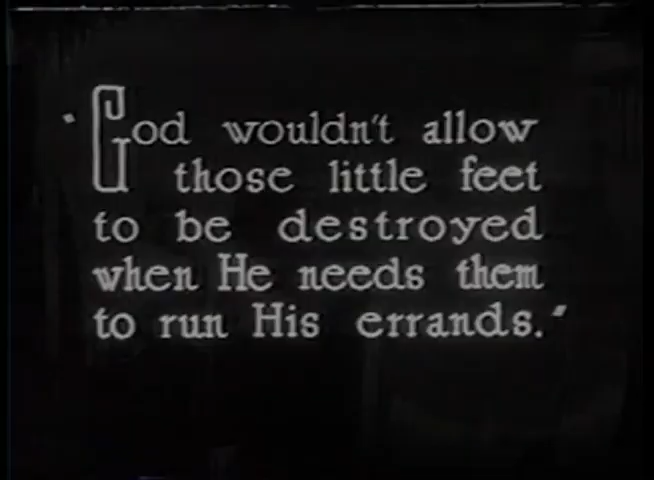 "God wouldn't allow
those little feet
to be destroyed
when He needs them
to run His errands."